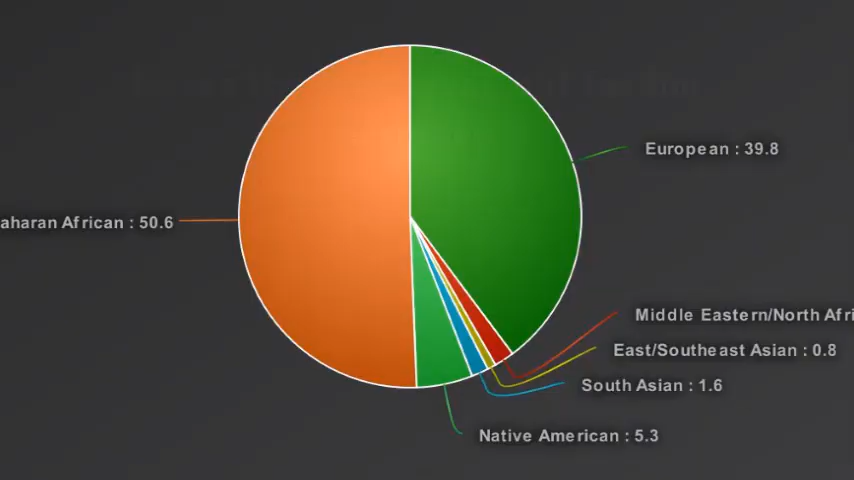 European : 39.8
aharan African : 50.6
Middle Eastern/North Afri
East/Southeast Asian : 0.8
South Asian : 1.6
Native American : 5.3